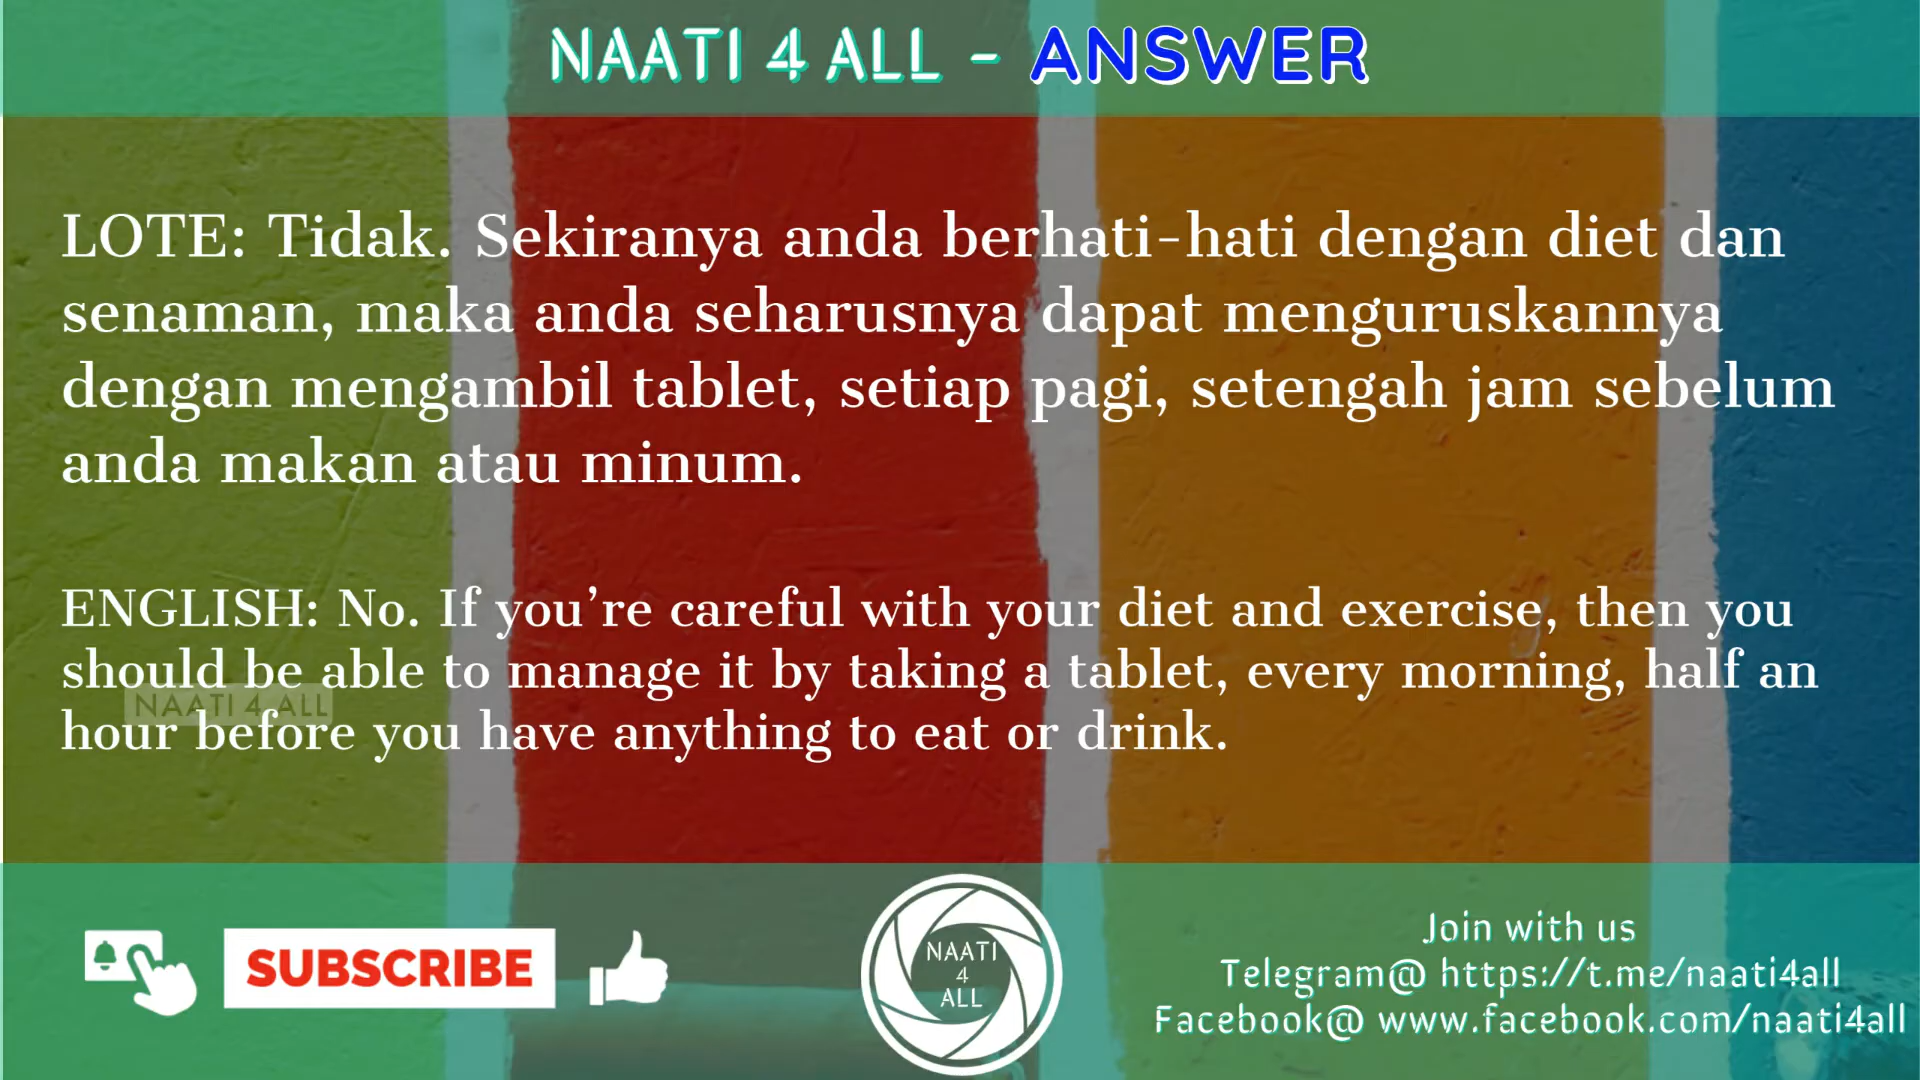 NAATI 4 ALL - ANSWER
LOTE: Tidak. Sekiranya anda berhati-hati dengan diet dan
senaman, maka anda seharusnya dapat menguruskannya
dengan mengambil tablet, setiap pagi, setengah jam sebelum
anda makan atau minum.
ENGLISH: No. If you’re careful with your diet and exercise, then you
should be able to manage it by taking a tablet, every morning, half an
NAATI 4 ALL
hour before you have anything to eat or drink.
SUBSCRIBE
NAATI
4
ALL
Join with us
Telegram@ https://t.me/naati4all
Facebook@ www.facebook.com/naati4all